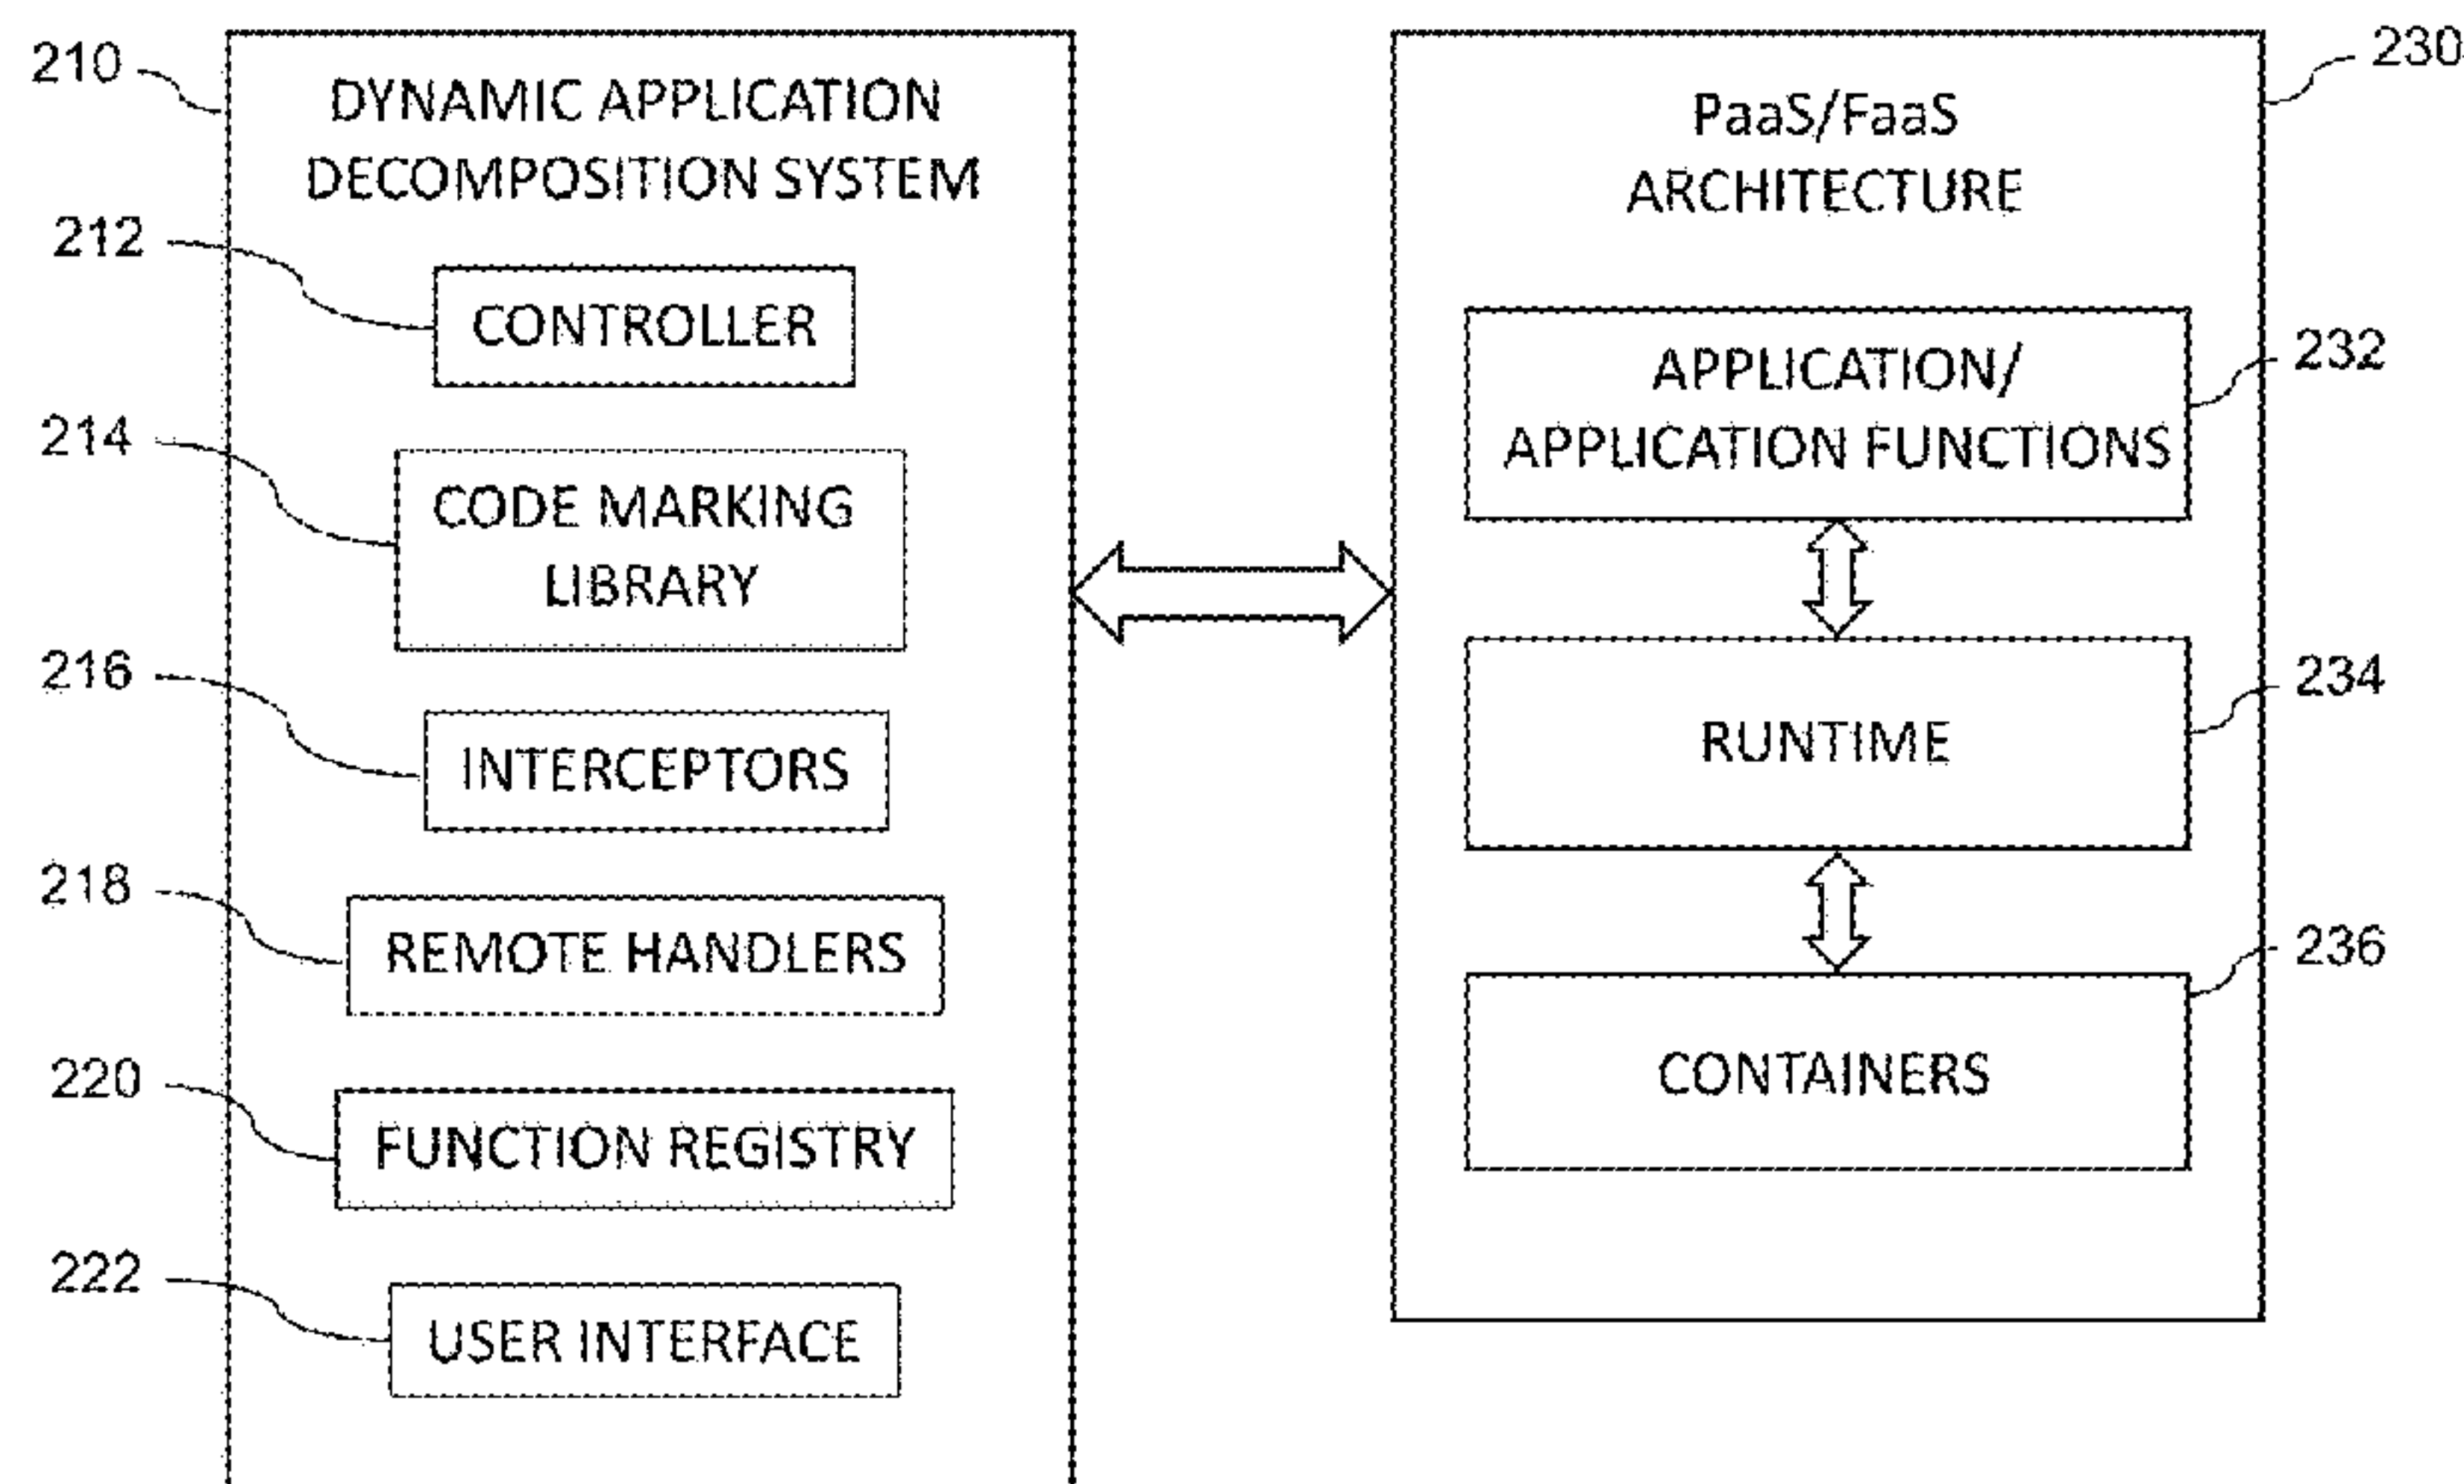 210
DYNAMIC APPLICATION
DECOMPOSITION SYSTEM
212
CONTROLLER
214
CODE MARKING
LIBRARY
216
INTERCEPTORS
218
REMOTE HANDLERS
220
FUNCTION REGISTRY
222
USER INTERFACE
230
PaaS/FaaS
ARCHITECTURE
232
APPLICATION/
APPLICATION FUNCTIONS
234
RUNTIME
236
CONTAINERS